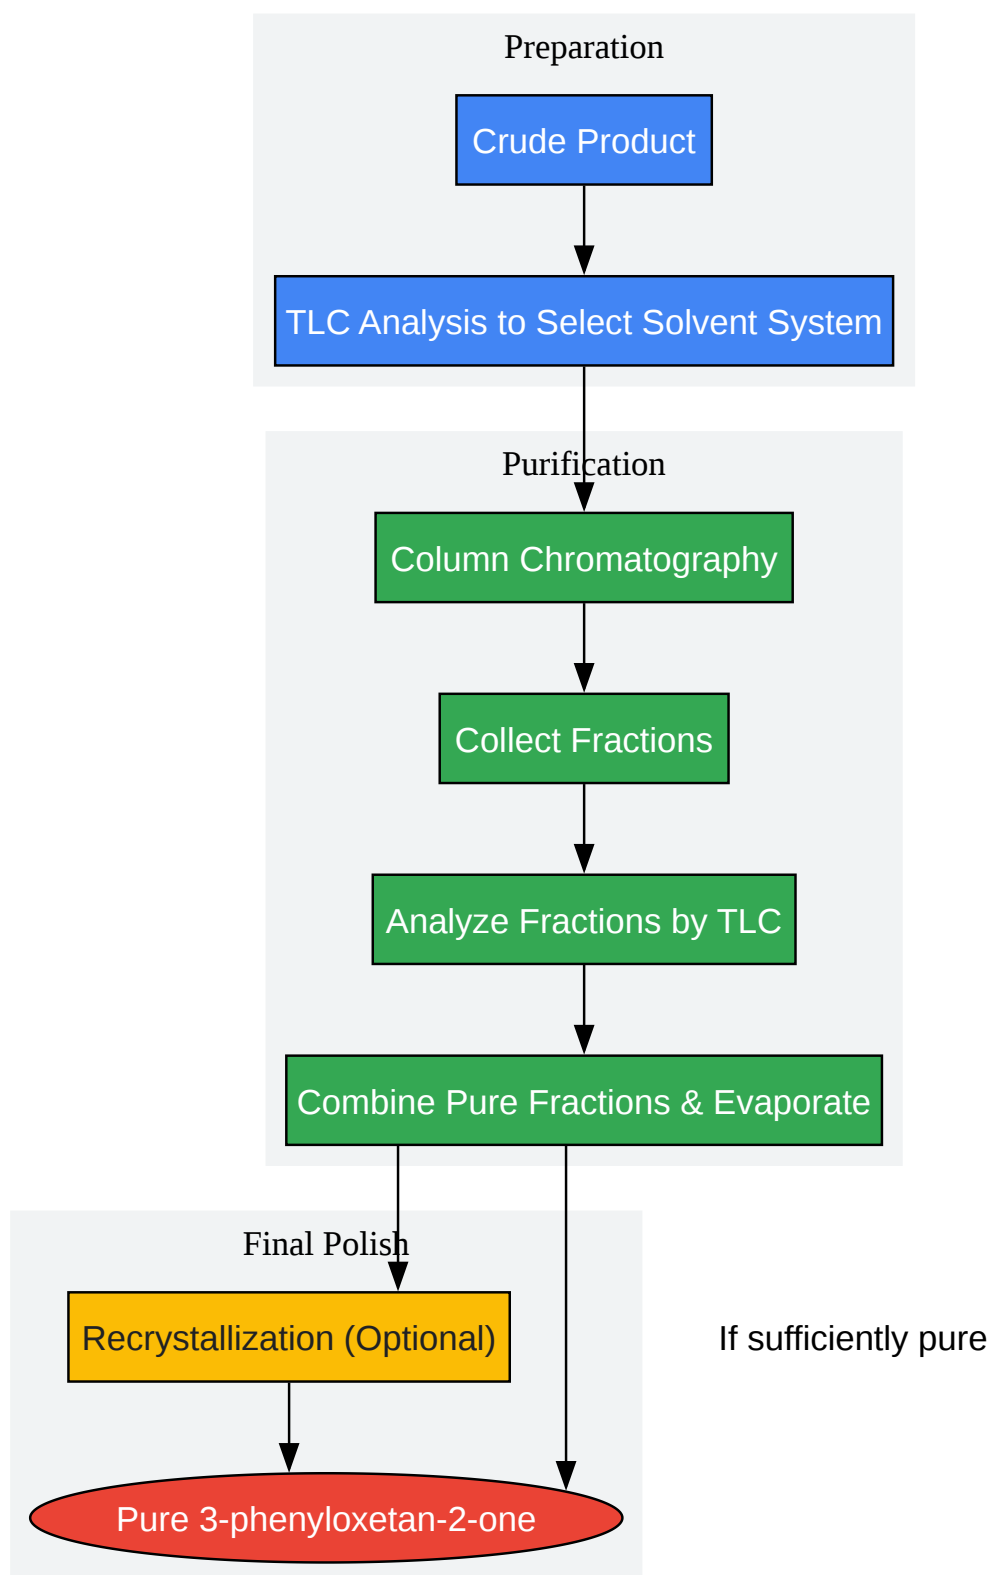 Preparation
Crude Product
TLC Analysis to Select Solvent System
Purification
Column Chromatography
Collect Fractions
Analyze Fractions by TLC
Combine Pure Fractions & Evaporate
Final Polish
Recrystallization (Optional)
If sufficiently pure
Pure 3-phenyloxetan-2-one